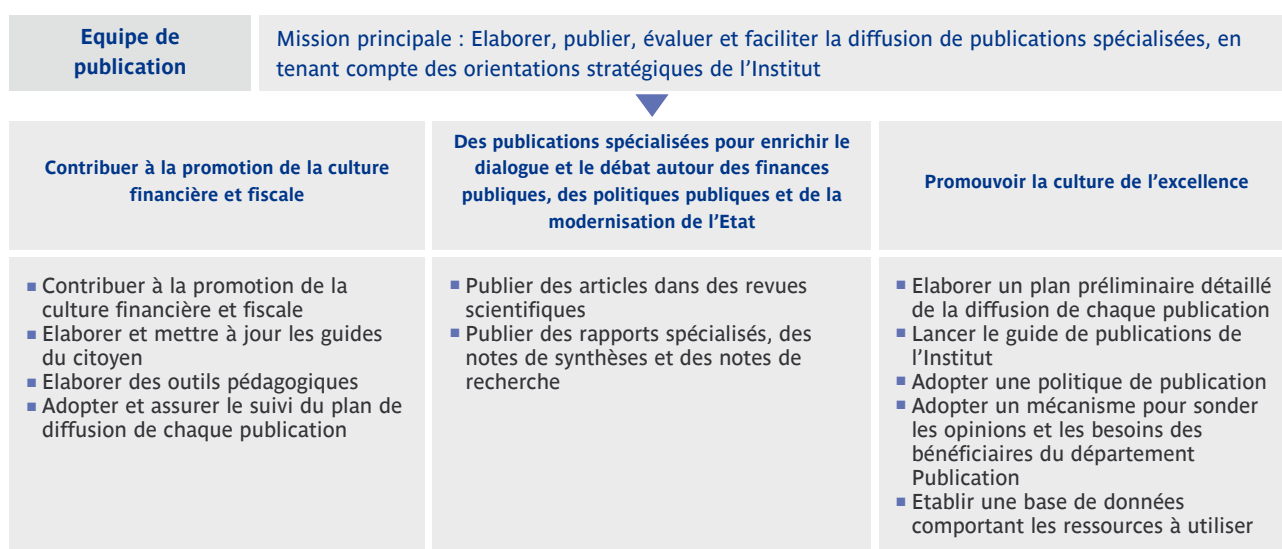 Equipe de
publication
Mission principale : Elaborer, publier, évaluer et faciliter la diffusion de publications spécialisées, en
tenant compte des orientations stratégiques de l’Institut
Contribuer à la promotion de la culture
financière et fiscale
Des publications spécialisées pour enrichir le
dialogue et le débat autour des finances
publiques, des politiques publiques et de la
modernisation de l’Etat
Promouvoir la culture de l’excellence
■ Contribuer à la promotion de la
culture financière et fiscale
■ Elaborer et mettre à jour les guides
du citoyen
■ Elaborer des outils pédagogiques
■ Adopter et assurer le suivi du plan de
diffusion de chaque publication
■ Publier des articles dans des revues
scientifiques
■ Publier des rapports spécialisés, des
notes de synthèses et des notes de
recherche
■ Elaborer un plan préliminaire détaillé
de la diffusion de chaque publication
■ Lancer le guide de publications de
l’Institut
■ Adopter une politique de publication
■ Adopter un mécanisme pour sonder
les opinions et les besoins des
bénéficiaires du département
Publication
■ Etablir une base de données
comportant les ressources à utiliser